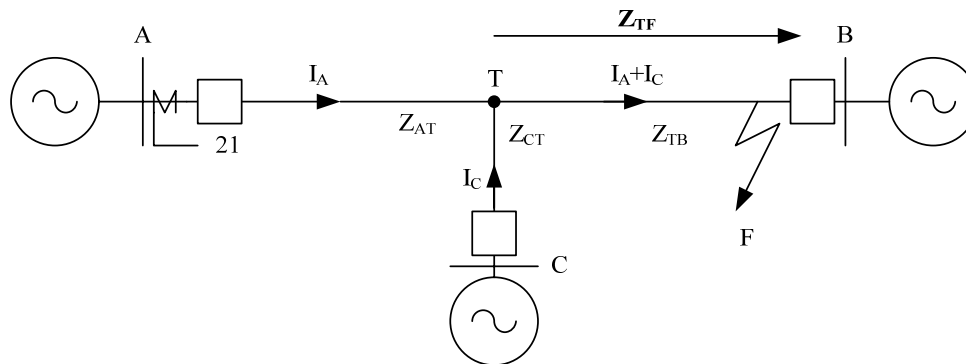 Z_TF
A
B
I_A
T
I_A+I_C
21
Z_AT
Z_CT
Z_TB
I_C
F
C